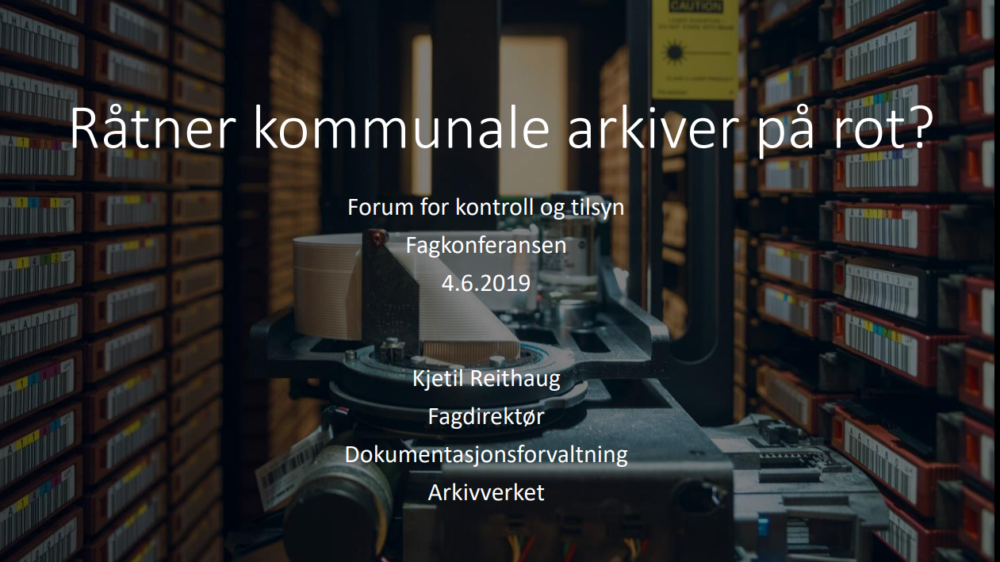 CAUTION
Råtner kommunale arkiver på rot?
Forum for kontroll og tilsyn
Fagkonferansen
4.6.2019
Kjetil Reithaug
Fagdirektør
Dokumentasjonsforvaltning
Arkivverket